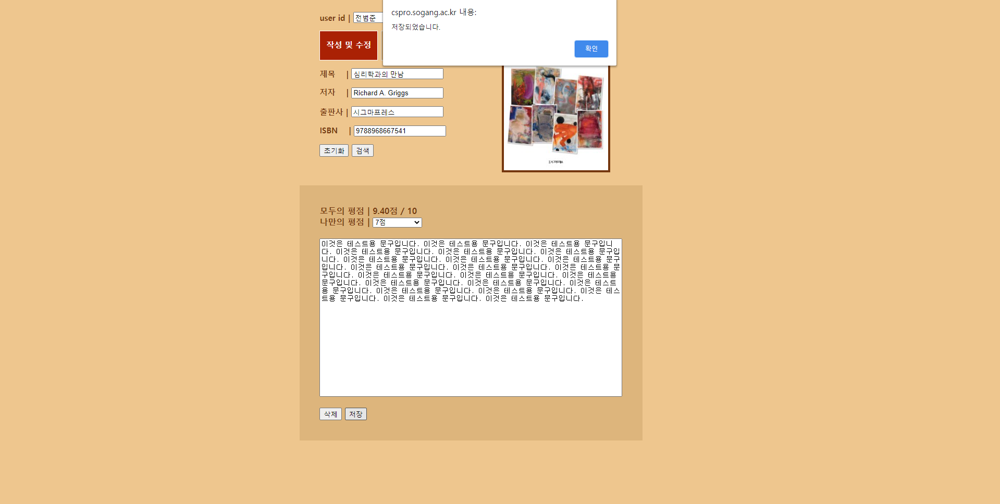 cspro.sogang.ac.kr 내용:
저장되었습니다.
확인
user id | 전범준
작성 및 수정
제목 | 심리학과의 만남
저자 | Richard A. Griggs
출판사 | 시그마프레스
ISBN | 9788968667541
초기화 검색
모두의 평점 | 9.40점 / 10
나만의 평점 | 7점
이것은 테스트용 문구입니다. 이것은 테스트용 문구입니다. 이것은 테스트용 문구입니
다. 이것은 테스트용 문구입니다. 이것은 테스트용 문구입니다. 이것은 테스트용 문구입
니다. 이것은 테스트용 문구입니다. 이것은 테스트용 문구입니다. 이것은 테스트용 문구
입니다. 이것은 테스트용 문구입니다. 이것은 테스트용 문구입니다. 이것은 테스트용 문
구입니다. 이것은 테스트용 문구입니다. 이것은 테스트용 문구입니다. 이것은 테스트용
문구입니다. 이것은 테스트용 문구입니다. 이것은 테스트용 문구입니다. 이것은 테스트
용 문구입니다. 이것은 테스트용 문구입니다. 이것은 테스트용 문구입니다. 이것은 테스
트용 문구입니다. 이것은 테스트용 문구입니다. 이것은 테스트용 문구입니다.
삭제 저장